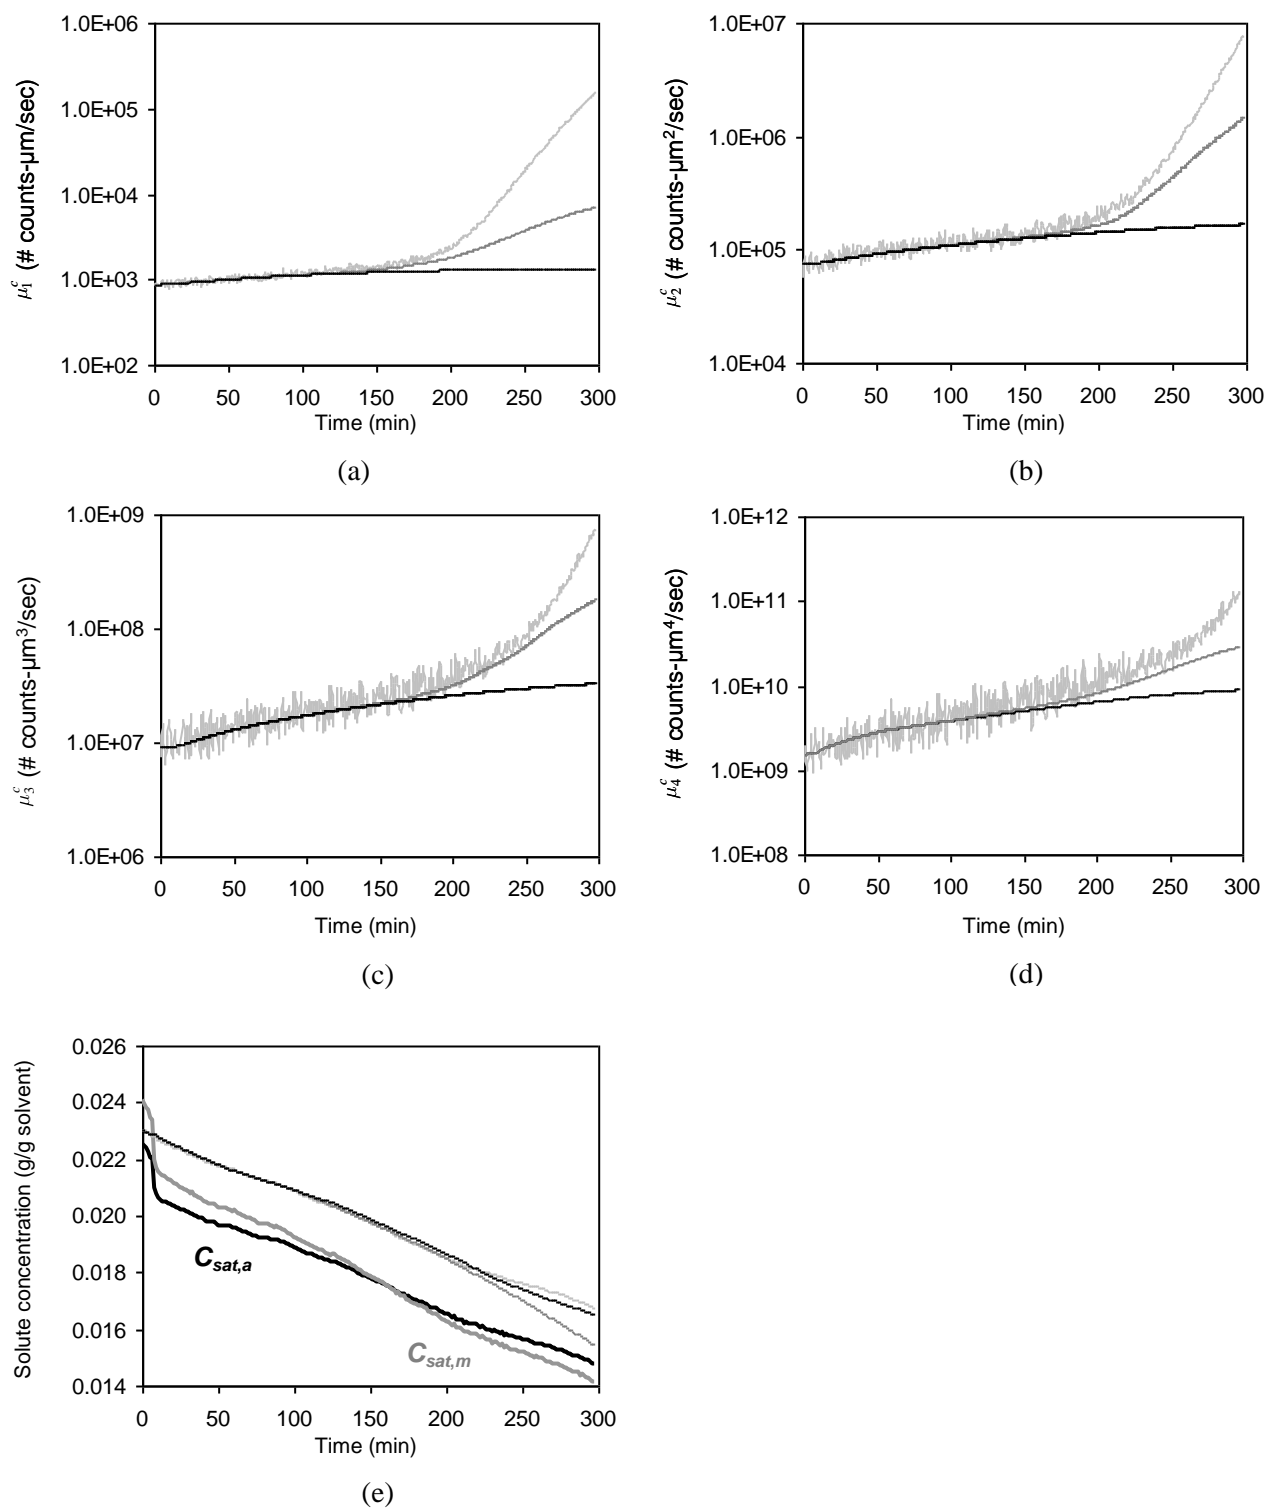 μ₁ᶜ (# counts-μm/sec)
1.0E+06
1.0E+05
1.0E+04
1.0E+03
1.0E+02
0 50 100 150 200 250 300
Time (min)
(a)
μ₂ᶜ (# counts-μm²/sec)
1.0E+07
1.0E+06
1.0E+05
1.0E+04
0 50 100 150 200 250 300
Time (min)
(b)
μ₃ᶜ (# counts-μm³/sec)
1.0E+09
1.0E+08
1.0E+07
1.0E+06
0 50 100 150 200 250 300
Time (min)
(c)
μ₄ᶜ (# counts-μm⁴/sec)
1.0E+12
1.0E+11
1.0E+10
1.0E+09
1.0E+08
0 50 100 150 200 250 300
Time (min)
(d)
Solute concentration (g/g solvent)
0.026
0.024
0.022
0.020
0.018
0.016
0.014
C sat,a
C sat,m
0 50 100 150 200 250 300
Time (min)
(e)